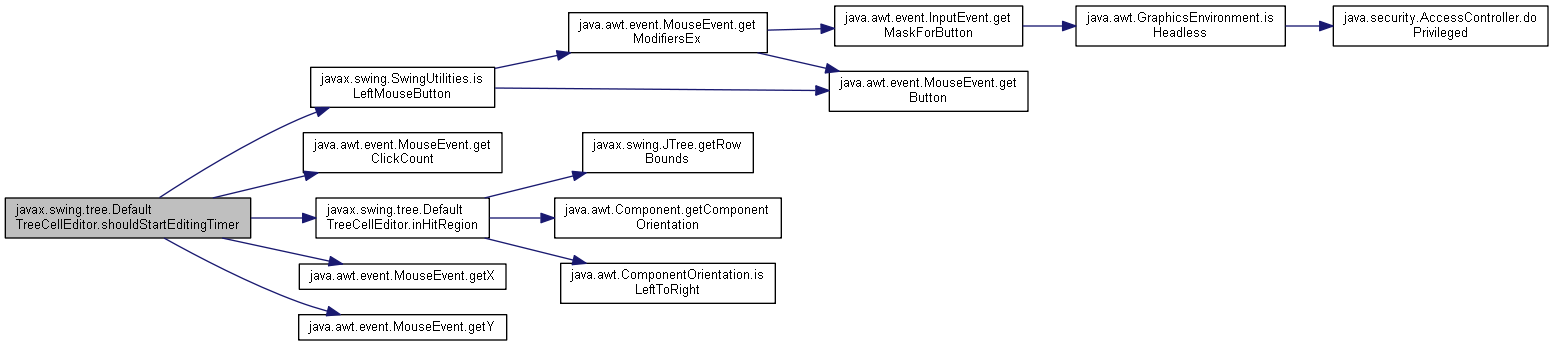 javax.swing.tree.Default
TreeCellEditor.shouldStartEditingTimer
javax.swing.SwingUtilities.is
LeftMouseButton
java.awt.event.MouseEvent.get
ModifiersEx
java.awt.event.InputEvent.get
MaskForButton
java.awt.GraphicsEnvironment.is
Headless
java.security.AccessController.do
Privileged
java.awt.event.MouseEvent.get
Button
java.awt.event.MouseEvent.get
ClickCount
javax.swing.tree.Default
TreeCellEditor.inHitRegion
javax.swing.JTree.getRow
Bounds
java.awt.Component.getComponent
Orientation
java.awt.ComponentOrientation.is
LeftToRight
java.awt.event.MouseEvent.getX
java.awt.event.MouseEvent.getY